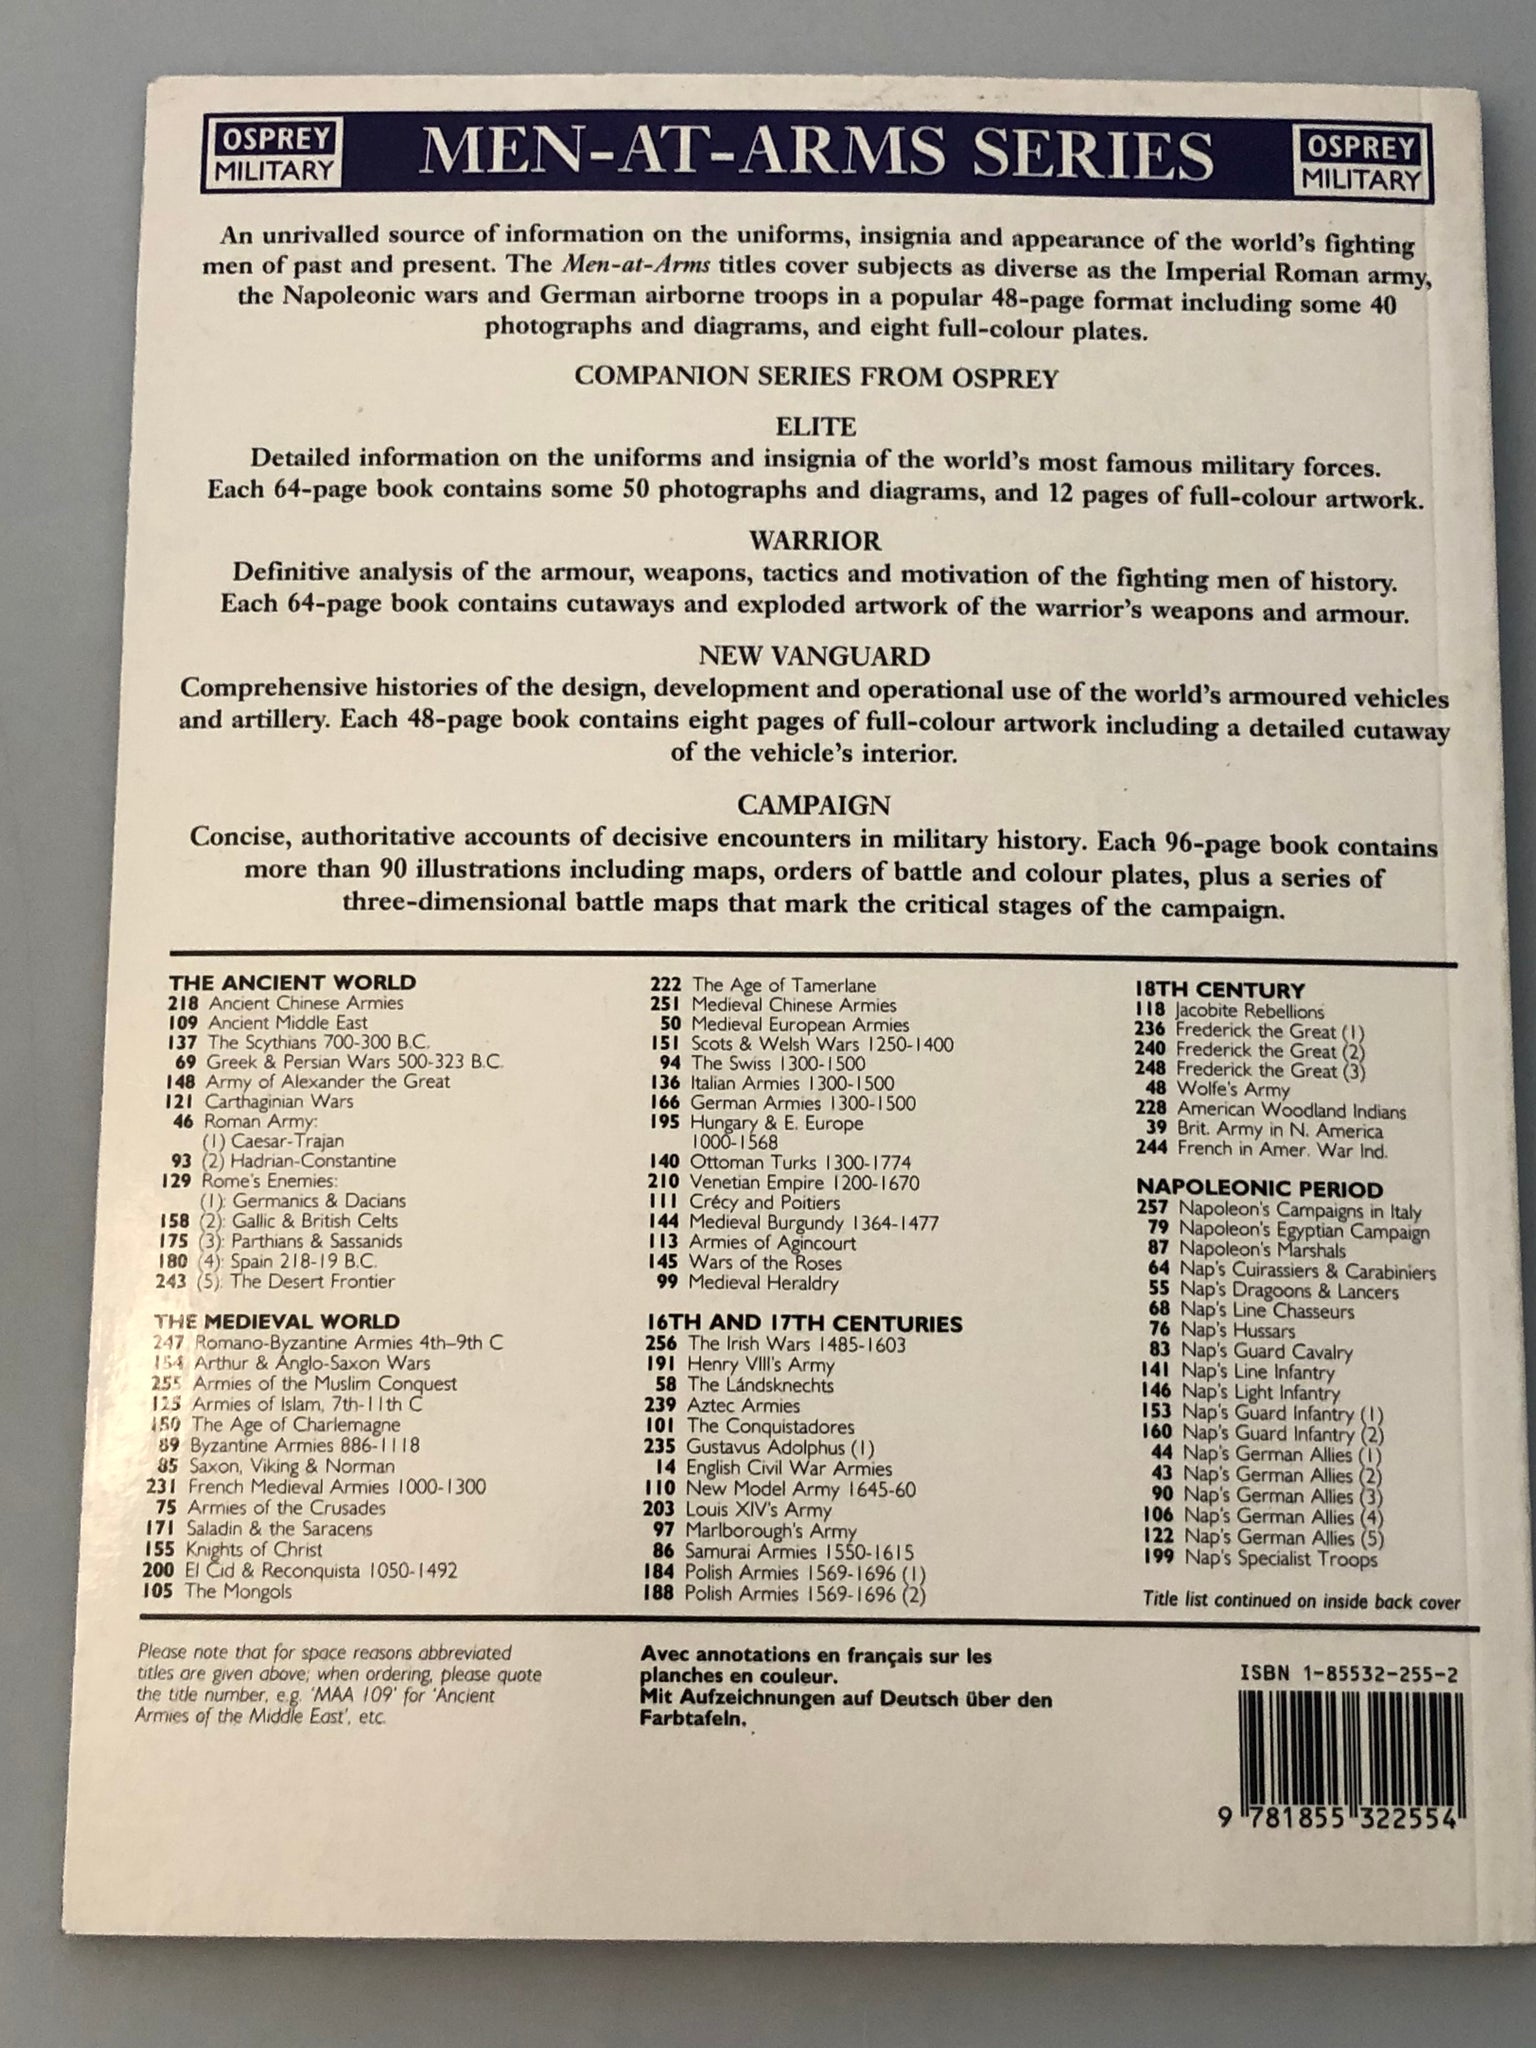 OSPREY
MILITARY
MEN-AT-ARMS SERIES
OSPREY
MILITARY
An unrivalled source of information on the uniforms, insignia and appearance of the world's fighting
men of past and present. The Men-at-Arms titles cover subjects as diverse as the Imperial Roman army,
the Napoleonic wars and German airborne troops in a popular 48-page format including some 40
photographs and diagrams, and eight full-colour plates.
COMPANION SERIES FROM OSPREY
ELITE
Detailed information on the uniforms and insignia of the world's most famous military forces.
Each 64-page book contains some 50 photographs and diagrams, and 12 pages of full-colour artwork.
WARRIOR
Definitive analysis of the armour, weapons, tactics and motivation of the fighting men of history.
Each 64-page book contains cutaways and exploded artwork of the warrior's weapons and armour.
NEW VANGUARD
Comprehensive histories of the design, development and operational use of the world's armoured vehicles
and artillery. Each 48-page book contains eight pages of full-colour artwork including a detailed cutaway
of the vehicle's interior.
CAMPAIGN
Concise, authoritative accounts of decisive encounters in military history. Each 96-page book contains
more than 90 illustrations including maps, orders of battle and colour plates, plus a series of
three-dimensional battle maps that mark the critical stages of the campaign.
THE ANCIENT WORLD
218 Ancient Chinese Armies
109 Ancient Middle East
137 The Scythians 700-300 B.C.
69 Greek & Persian Wars 500-323 B.C.
148 Army of Alexander the Great
121 Carthaginian Wars
46 Roman Army:
(1) Caesar-Trajan
93 (2) Hadrian-Constantine
129 Rome's Enemies:
(1): Germanics & Dacians
158 (2): Gallic & British Celts
175 (3): Parthians & Sassanids
180 (4): Spain 218-19 B.C.
243 (5): The Desert Frontier
THE MEDIEVAL WORLD
247 Romano-Byzantine Armies 4th–9th C
154 Arthur & Anglo-Saxon Wars
255 Armies of the Muslim Conquest
125 Armies of Islam, 7th-11th C
150 The Age of Charlemagne
89 Byzantine Armies 886-1118
85 Saxon, Viking & Norman
231 French Medieval Armies 1000-1300
75 Armies of the Crusades
171 Saladin & the Saracens
155 Knights of Christ
200 El Cid & Reconquista 1050-1492
105 The Mongols
222 The Age of Tamerlane
251 Medieval Chinese Armies
50 Medieval European Armies
151 Scots & Welsh Wars 1250-1400
94 The Swiss 1300-1500
136 Italian Armies 1300-1500
166 German Armies 1300-1500
195 Hungary & E. Europe
1000-1568
140 Ottoman Turks 1300-1774
210 Venetian Empire 1200-1670
111 Crécy and Poitiers
144 Medieval Burgundy 1364-1477
113 Armies of Agincourt
145 Wars of the Roses
99 Medieval Heraldry
16TH AND 17TH CENTURIES
256 The Irish Wars 1485-1603
191 Henry VIII's Army
58 The Lándsknechts
239 Aztec Armies
101 The Conquistadores
235 Gustavus Adolphus (1)
14 English Civil War Armies
110 New Model Army 1645-60
203 Louis XIV's Army
97 Marlborough's Army
86 Samurai Armies 1550-1615
184 Polish Armies 1569-1696 (1)
188 Polish Armies 1569-1696 (2)
18TH CENTURY
118 Jacobite Rebellions
236 Frederick the Great (1)
240 Frederick the Great (2)
248 Frederick the Great (3)
48 Wolfe's Army
228 American Woodland Indians
39 Brit. Army in N. America
244 French in Amer. War Ind.
NAPOLEONIC PERIOD
257 Napoleon's Campaigns in Italy
79 Napoleon's Egyptian Campaign
87 Napoleon's Marshals
64 Nap's Cuirassiers & Carabiniers
55 Nap's Dragoons & Lancers
68 Nap's Line Chasseurs
76 Nap's Hussars
83 Nap's Guard Cavalry
141 Nap's Line Infantry
146 Nap's Light Infantry
153 Nap's Guard Infantry (1)
160 Nap's Guard Infantry (2)
44 Nap's German Allies (1)
43 Nap's German Allies (2)
90 Nap's German Allies (3)
106 Nap's German Allies (4)
122 Nap's German Allies (5)
199 Nap's Specialist Troops
Title list continued on inside back cover
Please note that for space reasons abbreviated
titles are given above; when ordering, please quote
the title number, e.g. 'MAA 109' for 'Ancient
Armies of the Middle East', etc.
Avec annotations en français sur les
planches en couleur.
Mit Aufzeichnungen auf Deutsch über den
Farbtafeln.
ISBN 1-85532-255-2
9 781855 322554